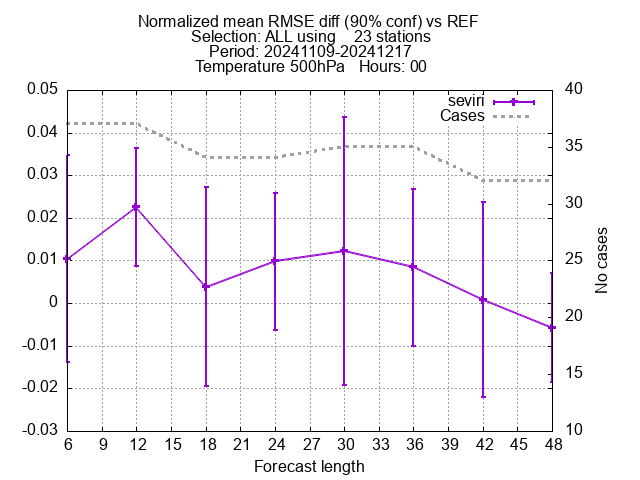 Normalized mean RMSE diff (90% conf) vs REF
Selection: ALL using    23 stations
Period: 20241109-20241217
Temperature 500hPa   Hours: 00
seviri
Cases
0.05
0.04
0.03
0.02
0.01
0
-0.01
-0.02
-0.03
40
35
30
25
20
15
10
No cases
6 9 12 15 18 21 24 27 30 33 36 39 42 45 48
Forecast length